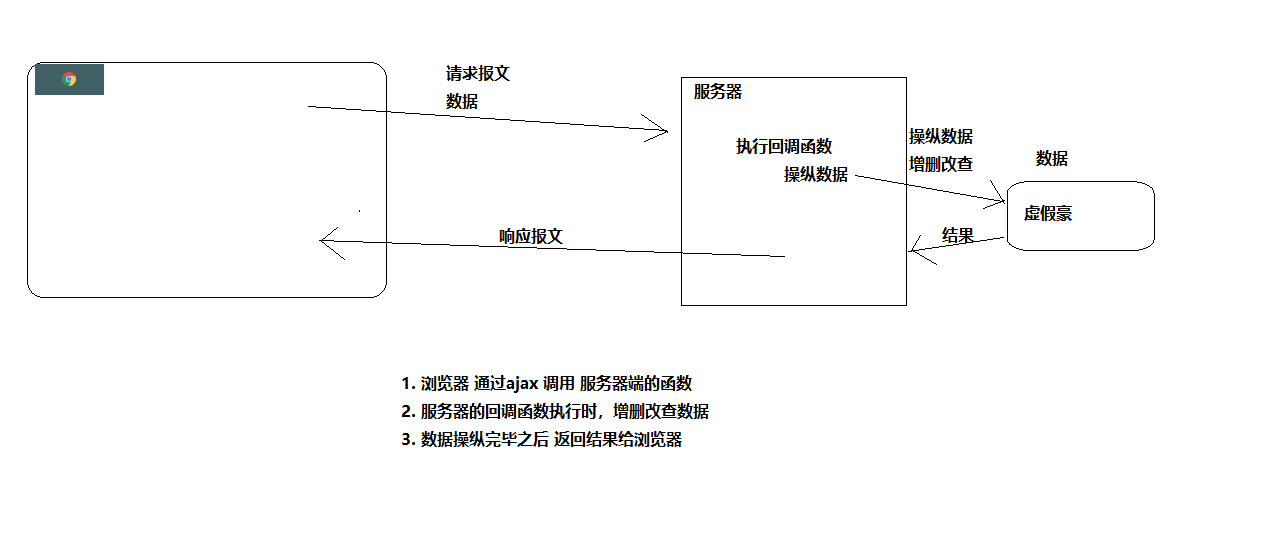 请求报文
数据
服务器
执行回调函数
操纵数据
操纵数据
增删改查
数据
虚假豪
结果
响应报文
1. 浏览器 通过ajax 调用 服务器端的函数
2. 服务器的回调函数执行时，增删改查数据
3. 数据操纵完毕之后 返回结果给浏览器